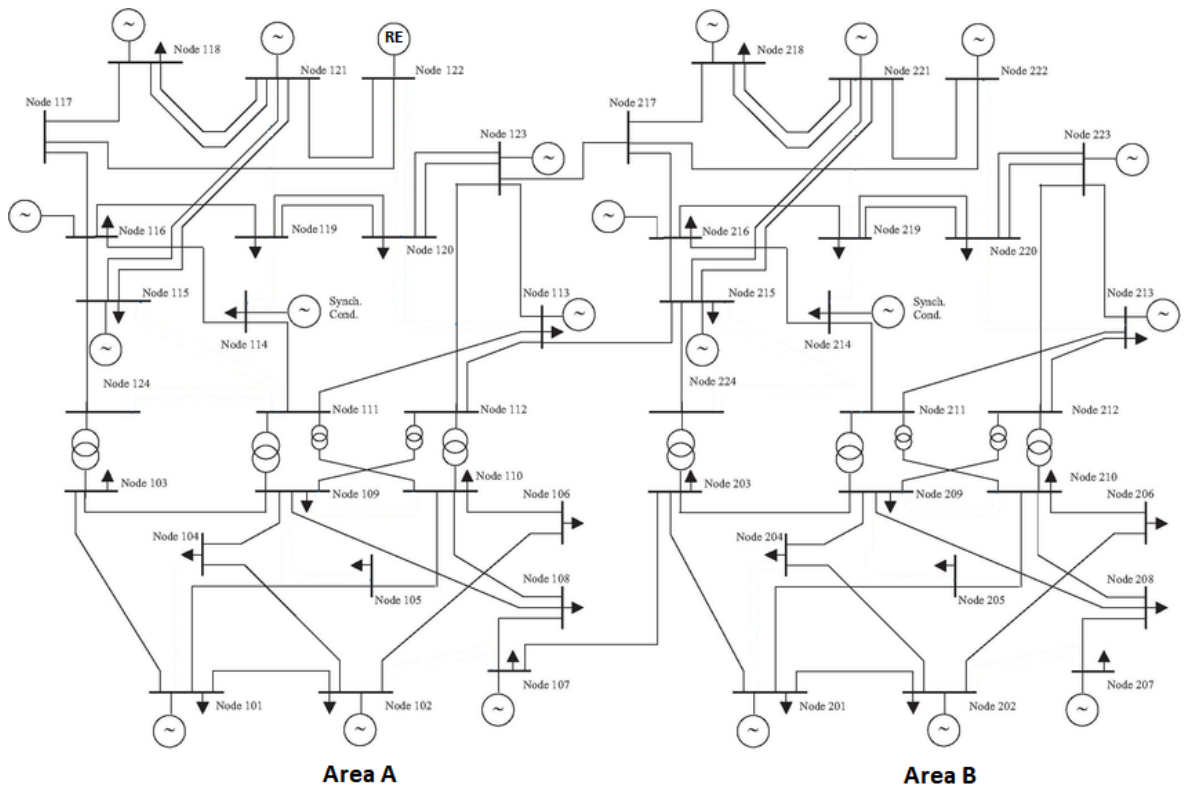 RE
Node 118
Node 121
Node 122
Node 117
Node 123
Node 116
Node 119
Node 120
Node 115
Synch.
Cond.
Node 113
Node 114
Node 124
Node 111
Node 112
Node 103
Node 109
Node 110
Node 106
Node 104
Node 105
Node 108
Node 107
Node 101
Node 102
Area A
Node 218
Node 221
Node 222
Node 217
Node 223
Node 216
Node 219
Node 220
Node 215
Synch.
Cond.
Node 213
Node 214
Node 224
Node 211
Node 212
Node 203
Node 209
Node 210
Node 206
Node 204
Node 205
Node 208
Node 207
Node 201
Node 202
Area B